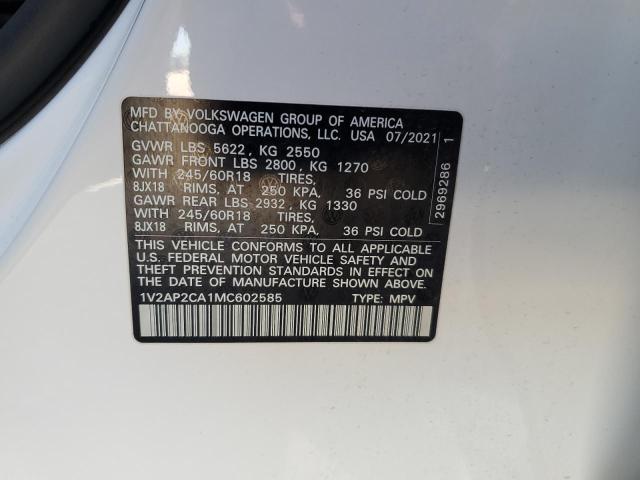 MFD BY VOLKSWAGEN GROUP OF AMERICA
CHATTANOOGA OPERATIONS, LLC. USA 07/2021
GVWR LBS 5622, KG 2550
GAWR FRONT LBS 2800, KG 1270
WITH 245/60R18 TIRES,
8JX18 RIMS, AT 250 KPA, 36 PSI COLD
GAWR REAR LBS 2932, KG 1330
WITH 245/60R18 TIRES,
8JX18 RIMS, AT 250 KPA, 36 PSI COLD
THIS VEHICLE CONFORMS TO ALL APPLICABLE
U.S. FEDERAL MOTOR VEHICLE SAFETY AND
THEFT PREVENTION STANDARDS IN EFFECT ON
THE DATE OF MANUFACTURE SHOWN ABOVE.
1V2AP2CA1MC602585 TYPE: MPV
2969286 1